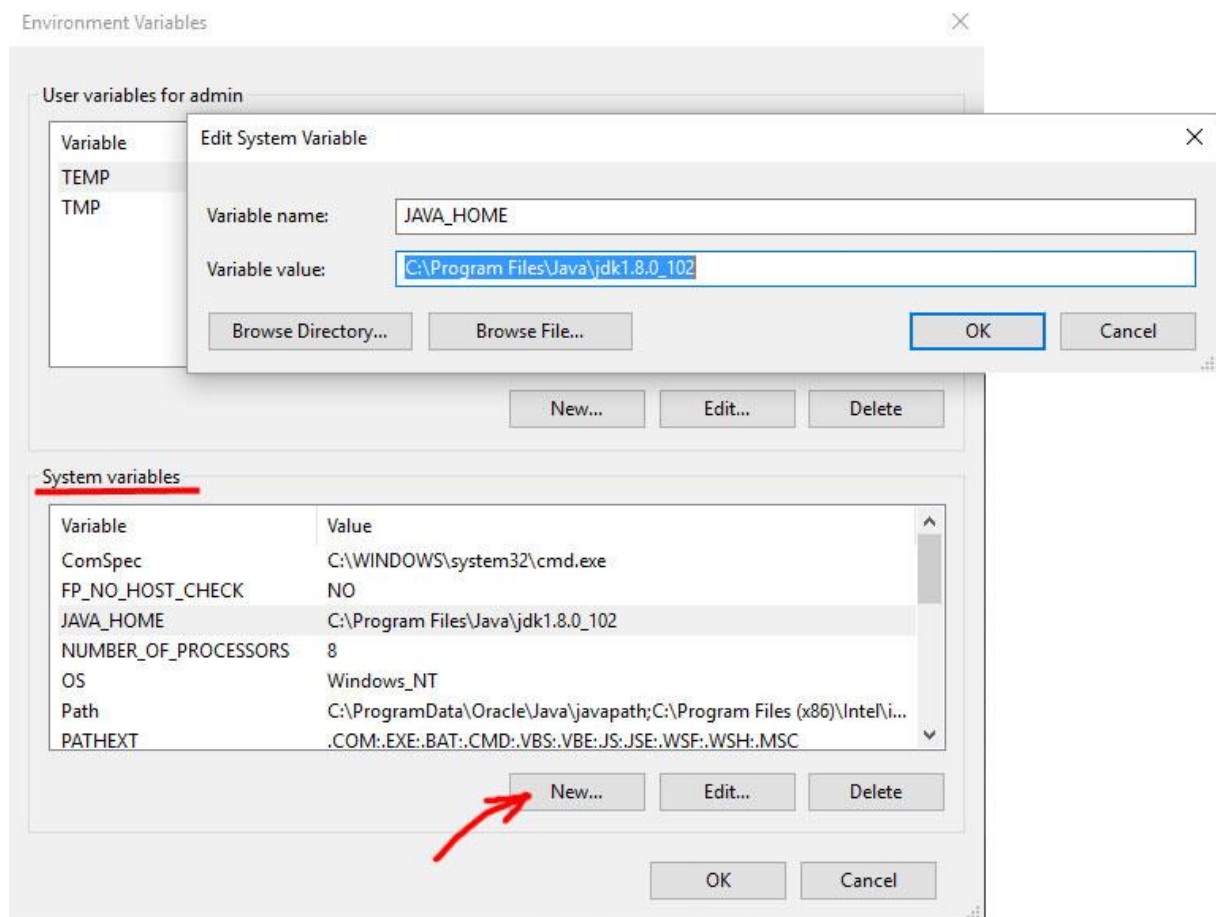 Environment Variables
User variables for admin
Variable
TEMP
TMP
Edit System Variable
Variable name: JAVA_HOME
Variable value: C:\Program Files\Java\jdk1.8.0_102
Browse Directory... Browse File... OK Cancel
New... Edit... Delete
System variables
Variable Value
ComSpec C:\WINDOWS\system32\cmd.exe
FP_NO_HOST_CHECK NO
JAVA_HOME C:\Program Files\Java\jdk1.8.0_102
NUMBER_OF_PROCESSORS 8
OS Windows_NT
Path C:\ProgramData\Oracle\Java\javapath;C:\Program Files (x86)\Intel\i...
PATHEXT .COM;.EXE;.BAT;.CMD;.VBS;.VBE;.JS;.JSE;.WSF;.WSH;.MSC
New... Edit... Delete
OK Cancel